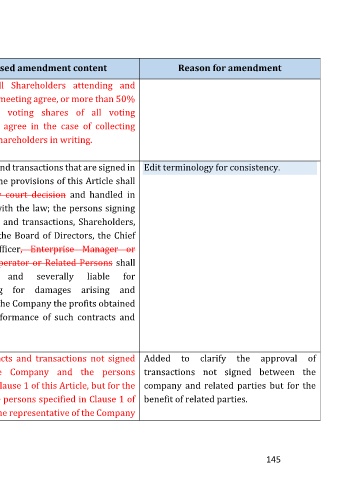 sed amendment content
Reason for amendment
Shareholders attending and
meeting agree, or more than 50%
voting shares of all voting
agree in the case of collecting
hareholders in writing.
nd transactions that are signed in
he provisions of this Article shall
court decision and handled in
with the law; the persons signing
and transactions, Shareholders,
the Board of Directors, the Chief
fficer, Enterprise Manager or
perator or Related Persons shall
and severally liable for
g for damages arising and
he Company the profits obtained
formance of such contracts and
Edit terminology for consistency.
acts and transactions not signed
e Company and the persons
lause 1 of this Article, but for the
persons specified in Clause 1 of
he representative of the Company
Added to clarify the approval of
transactions not signed between the
company and related parties but for the
benefit of related parties.
145